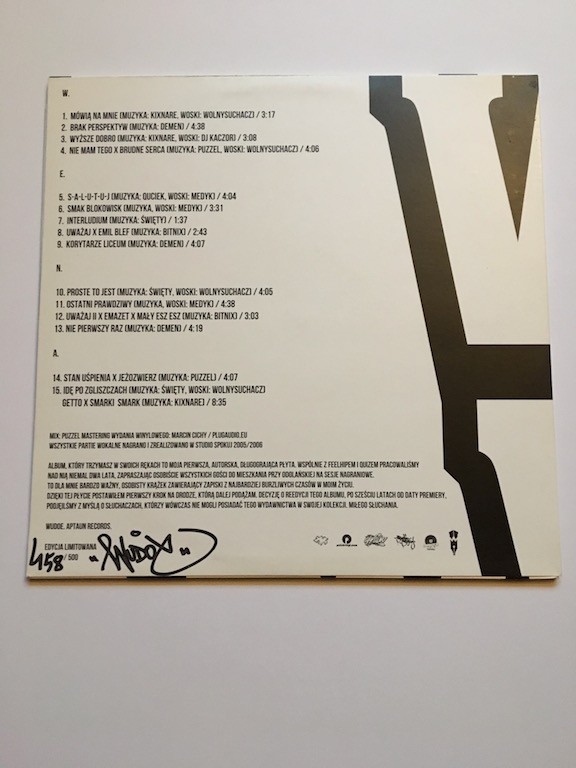 W.
1. MÓWIĄ NA MNIE (MUZYKA: KIXNARE, WOSKI: WOLNYSUCHACZ) / 3:17
2. BRAK PERSPEKTYW (MUZYKA: DEMEN) / 4:38
3. WYŻSZE DOBRO (MUZYKA: KIXNARE, WOSKI: DJ KACZOR) / 3:08
4. NIE MAM TEGO X BRUDNE SERCA (MUZYKA: PUZZEL, WOSKI: WOLNYSUCHACZ) / 4:06
E.
5. S-A-L-U-T-U-J (MUZYKA: QUCIEK, WOSKI: MEDYK) / 4:04
6. SMAK BLOKOWISK (MUZYKA, WOSKI: MEDYK) / 3:31
7. INTERLUDIUM (MUZYKA: ŚWIĘTY) / 1:37
8. UWAŻAJ X EMIL BLEF (MUZYKA: BITNIX) / 2:43
9. KORYTARZE LICEUM (MUZYKA: DEMEN) / 4:07
N.
10. PROSTE TO JEST (MUZYKA: ŚWIĘTY, WOSKI: WOLNYSUCHACZ) / 4:05
11. OSTATNI PRAWDZIWY (MUZYKA, WOSKI: MEDYK) / 4:38
12. UWAŻAJ II X EMAZET X MAŁY ESZ ESZ (MUZYKA: BITNIX) / 3:03
13. NIE PIERWSZY RAZ (MUZYKA: DEMEN) / 4:19
A.
14. STAN UŚPIENIA X JEŻOZWIERZ (MUZYKA: PUZZEL) / 4:07
15. IDĘ PO ZGLISZCZACH (MUZYKA: ŚWIĘTY, WOSKI: WOLNYSUCHACZ)
GETTO X SMARKI SMARK (MUZYKA: KIXNARE) / 8:35
MIX: PUZZEL MASTERING WYDANIA WINYLOWEGO: MARCIN CICHY / PLUGAUDIO.EU
WSZYSTKIE PARTIE WOKALNE NAGRANO I ZREALIZOWANO W STUDIO SPOKU 2005/2006
ALBUM, KTÓRY TRZYMASZ W SWOICH RĘKACH TO MOJA PIERWSZA, AUTORSKA, DŁUGOGRAJĄCA PŁYTA. WSPÓLNIE Z FEELHIPEM I QUIZEM PRACOWALIŚMY
NAD NIĄ NIEMAL DWA LATA, ZAPRASZAJĄC OSOBIŚCIE WSZYSTKICH GOŚCI DO MIESZKANIA PRZY ODOLAŃSKIEJ NA SESJE NAGRANIOWE.
TO DLA MNIE BARDZO WAŻNY, OSOBISTY KRĄŻEK ZAWIERAJĄCY ZAPISKI Z NAJBARDZIEJ BURZLIWYCH CZASÓW W MOIM ŻYCIU.
DZIĘKI TEJ PŁYCIE POSTAWIŁEM PIERWSZY KROK NA DRODZE, KTÓRĄ DALEJ PODĄŻAM. DECYZJĘ O REEDYCJI TEGO ALBUMU, PO SZEŚCIU LATACH OD DATY PREMIERY,
PODJĘLIŚMY Z MYŚLĄ O SŁUCHACZACH, KTÓRZY WÓWCZAS NIE MOGLI POSIADAĆ TEGO WYDAWNICTWA W SWOJEJ KOLEKCJI. MIŁEGO SŁUCHANIA.
WUDOE. APTAUN RECORDS.
EDYCJA LIMITOWANA
458 / 500 "WUDOE"